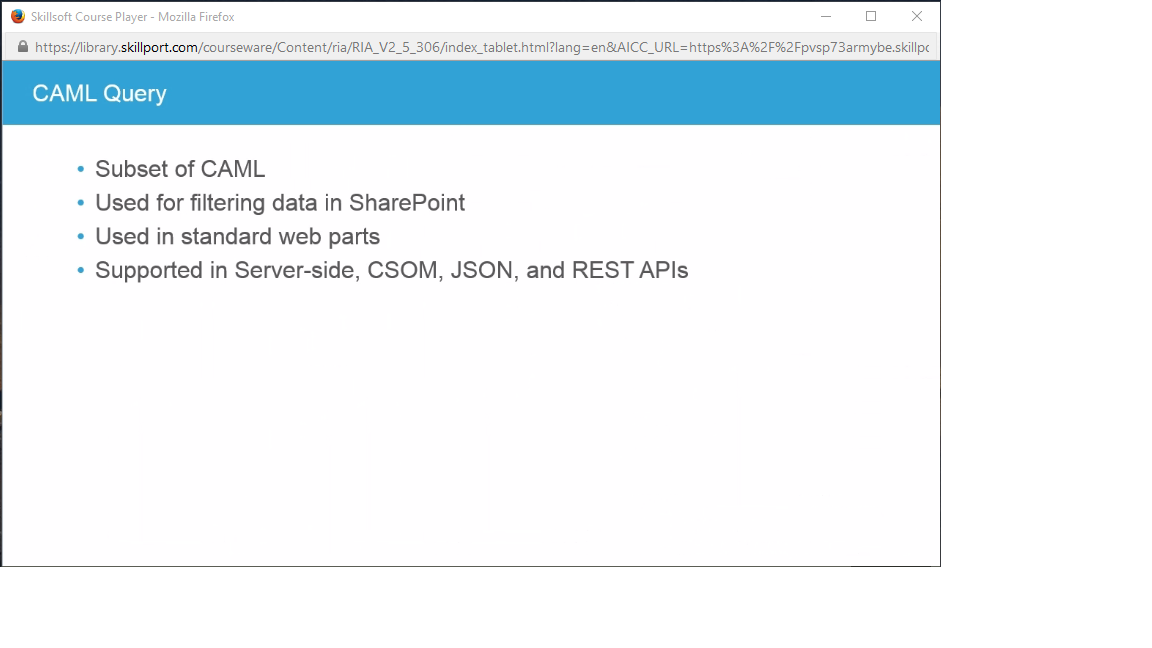 Skillsoft Course Player - Mozilla Firefox
https://library.skillport.com/courseware/Content/ria/RIA_V2_5_306/index_tablet.html?lang=en&AICC_URL=https%3A%2F%2Fpvsp73armybe.skillpo
CAML Query
• Subset of CAML
• Used for filtering data in SharePoint
• Used in standard web parts
• Supported in Server-side, CSOM, JSON, and REST APIs